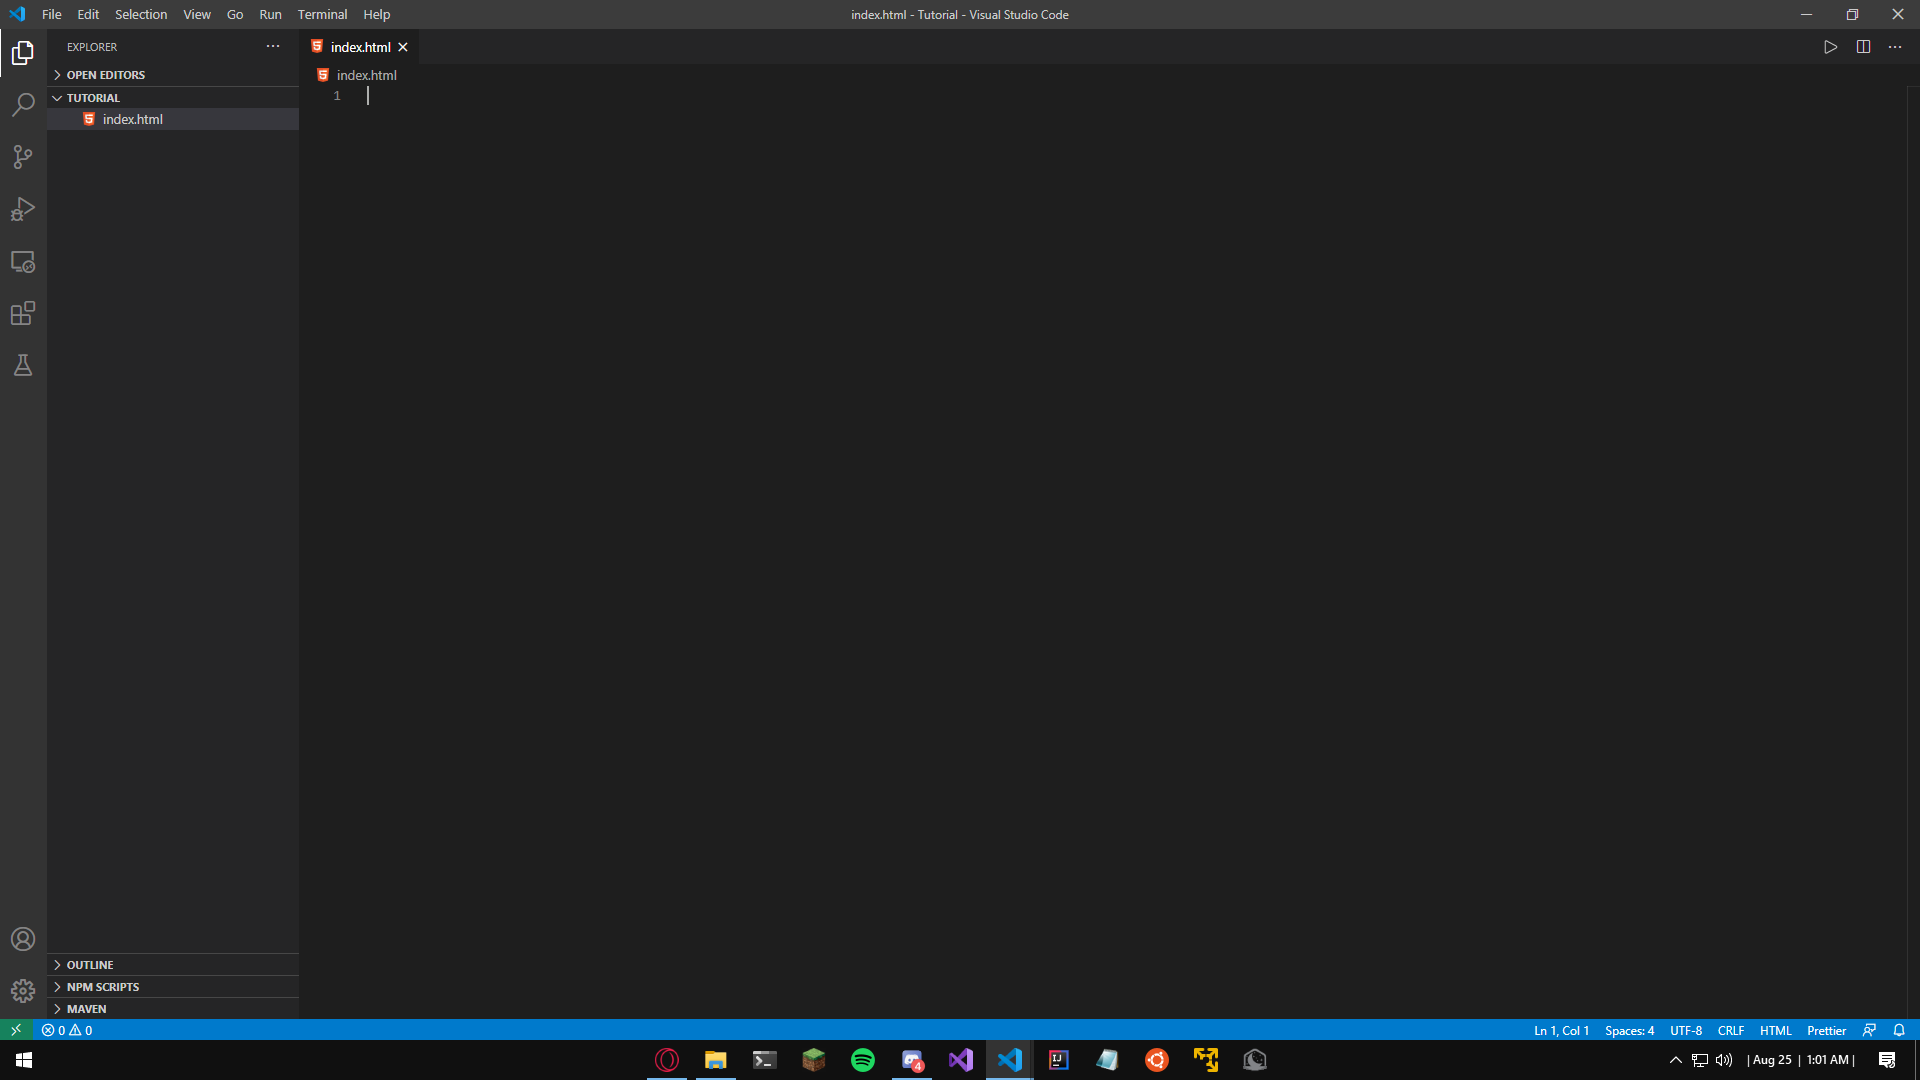 File Edit Selection View Go Run Terminal Help
index.html - Tutorial - Visual Studio Code
EXPLORER
OPEN EDITORS
TUTORIAL
index.html
index.html
index.html
1
OUTLINE
NPM SCRIPTS
MAVEN
0 0
Ln 1, Col 1 Spaces: 4 UTF-8 CRLF HTML Prettier
4
IJ
| Aug 25 | 1:01 AM |